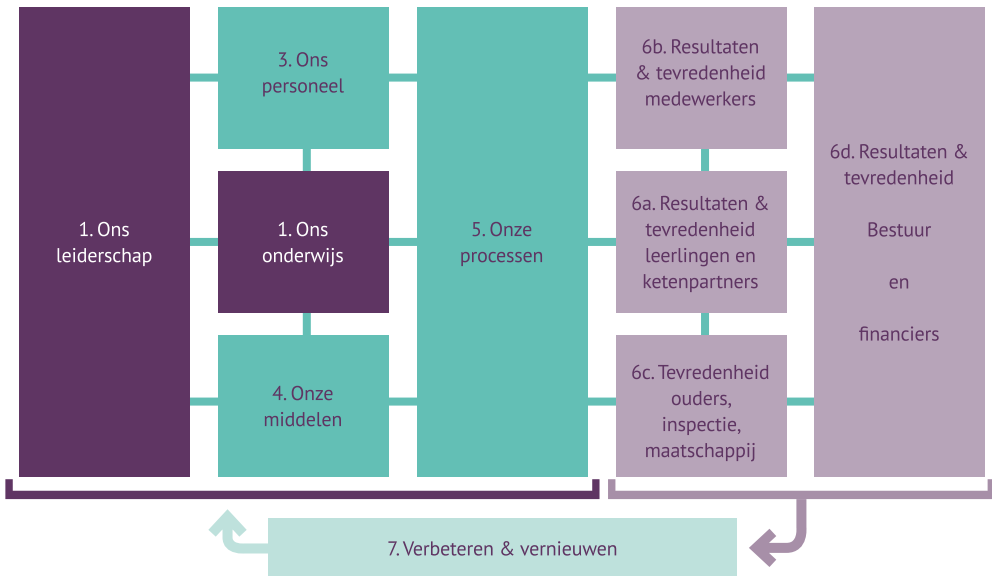 1. Ons
leiderschap
3. Ons
personeel
1. Ons
onderwijs
4. Onze
middelen
5. Onze
processen
6b. Resultaten
& tevredenheid
medewerkers
6a. Resultaten &
tevredenheid
leerlingen en
ketenpartners
6c. Tevredenheid
ouders,
inspectie,
maatschappij
6d. Resultaten &
tevredenheid
Bestuur
en
financiers
7. Verbeteren & vernieuwen